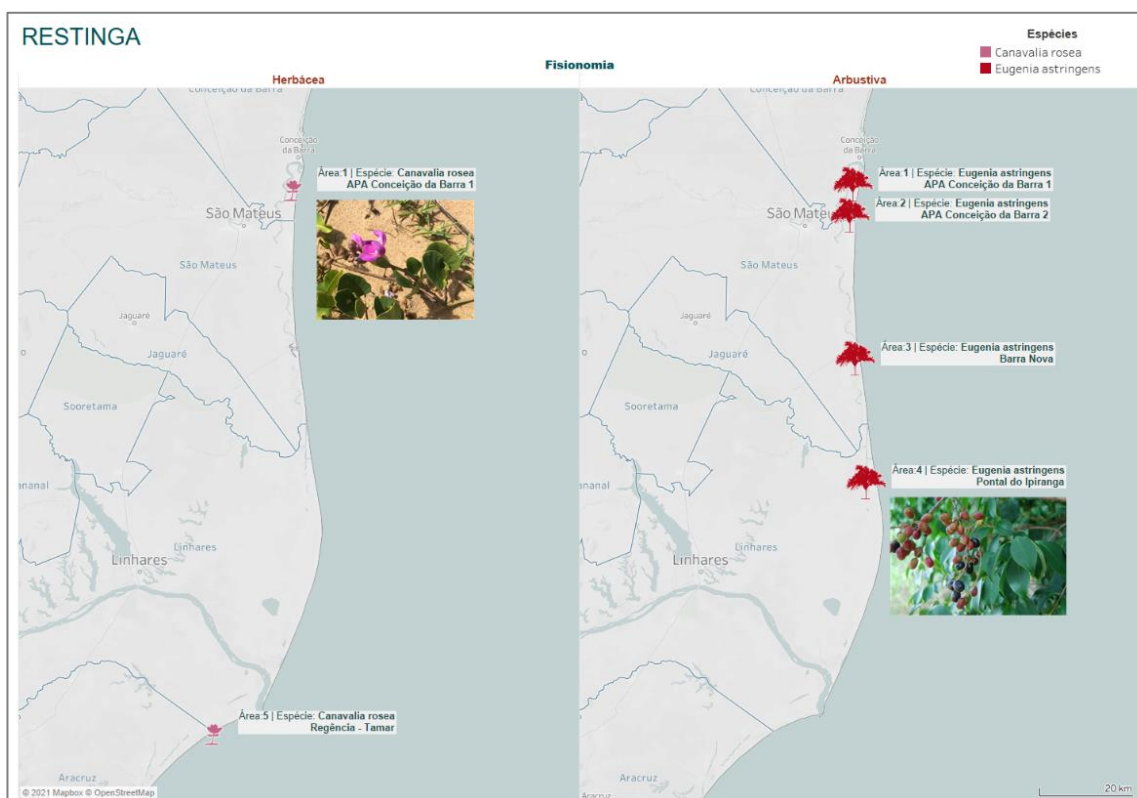 RESTINGA
Espécies
Canavalia rosea
Eugenia astringens
Fisionomia
Herbácea
Arbustiva
Conceição da Barra
Conceição
da Barra
Área:1 | Espécie: Canavalia rosea
APA Conceição da Barra 1
São Mateus
São Mateus
Jaguaré
Jaguaré
Sooretama
Linhares
Linhares
Área:5 | Espécie: Canavalia rosea
Regência - Tamar
Aracruz
© 2021 Mapbox © OpenStreetMap
Conceição da Barra
Conceição
da Barra
Área:1 | Espécie: Eugenia astringens
APA Conceição da Barra 1
São Mateu
Área:2 | Espécie: Eugenia astringens
APA Conceição da Barra 2
São Mateus
Jaguaré
Área:3 | Espécie: Eugenia astringens
Barra Nova
Jaguaré
Sooretama
Área:4 | Espécie: Eugenia astringens
Pontal do Ipiranga
Linhares
Linhares
Aracruz
20 km